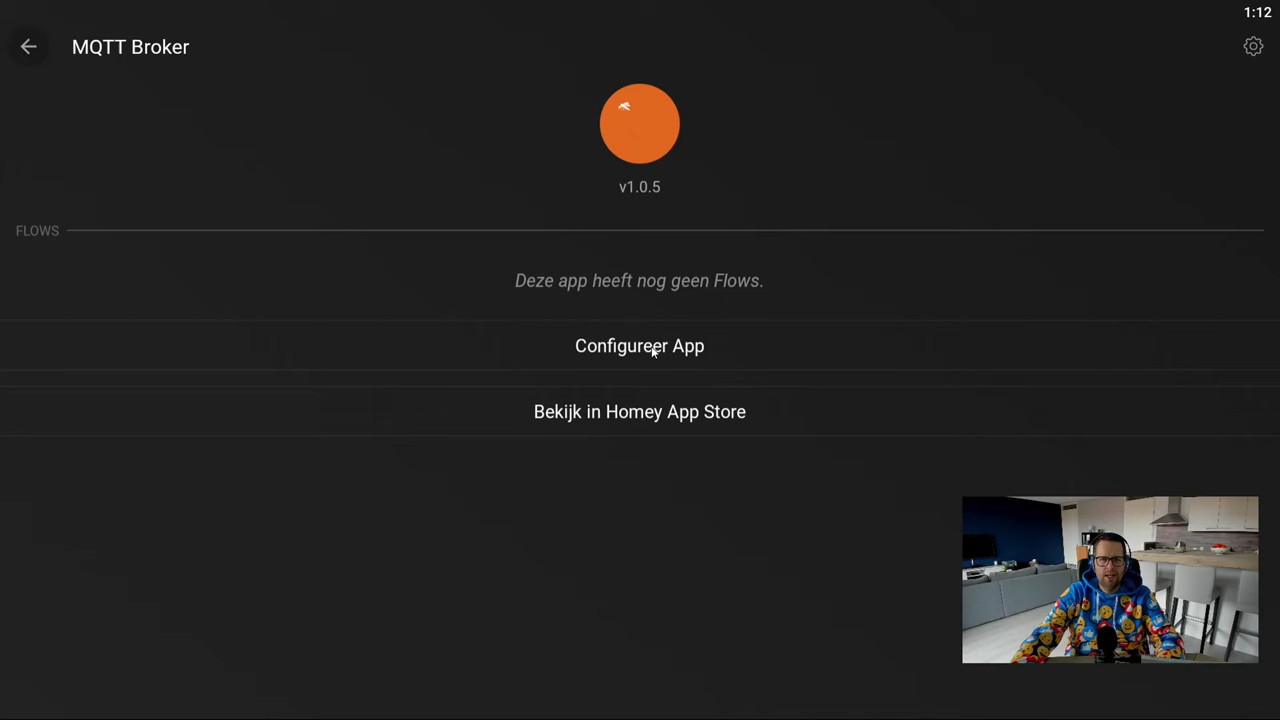 1:12
MQTT Broker
v1.0.5
FLOWS
Deze app heeft nog geen Flows.
Configureer App
Bekijk in Homey App Store